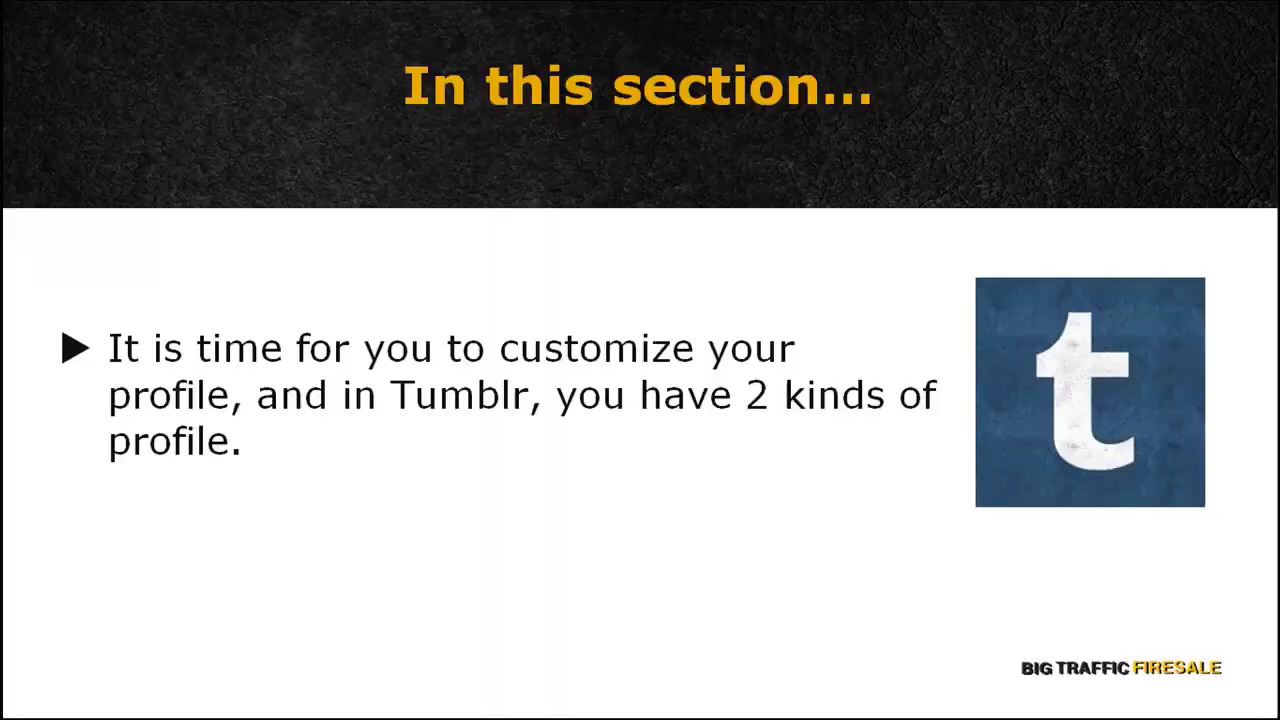 In this section...
It is time for you to customize your
profile, and in Tumblr, you have 2 kinds of
profile.
t
BIG TRAFFIC FIRESALE